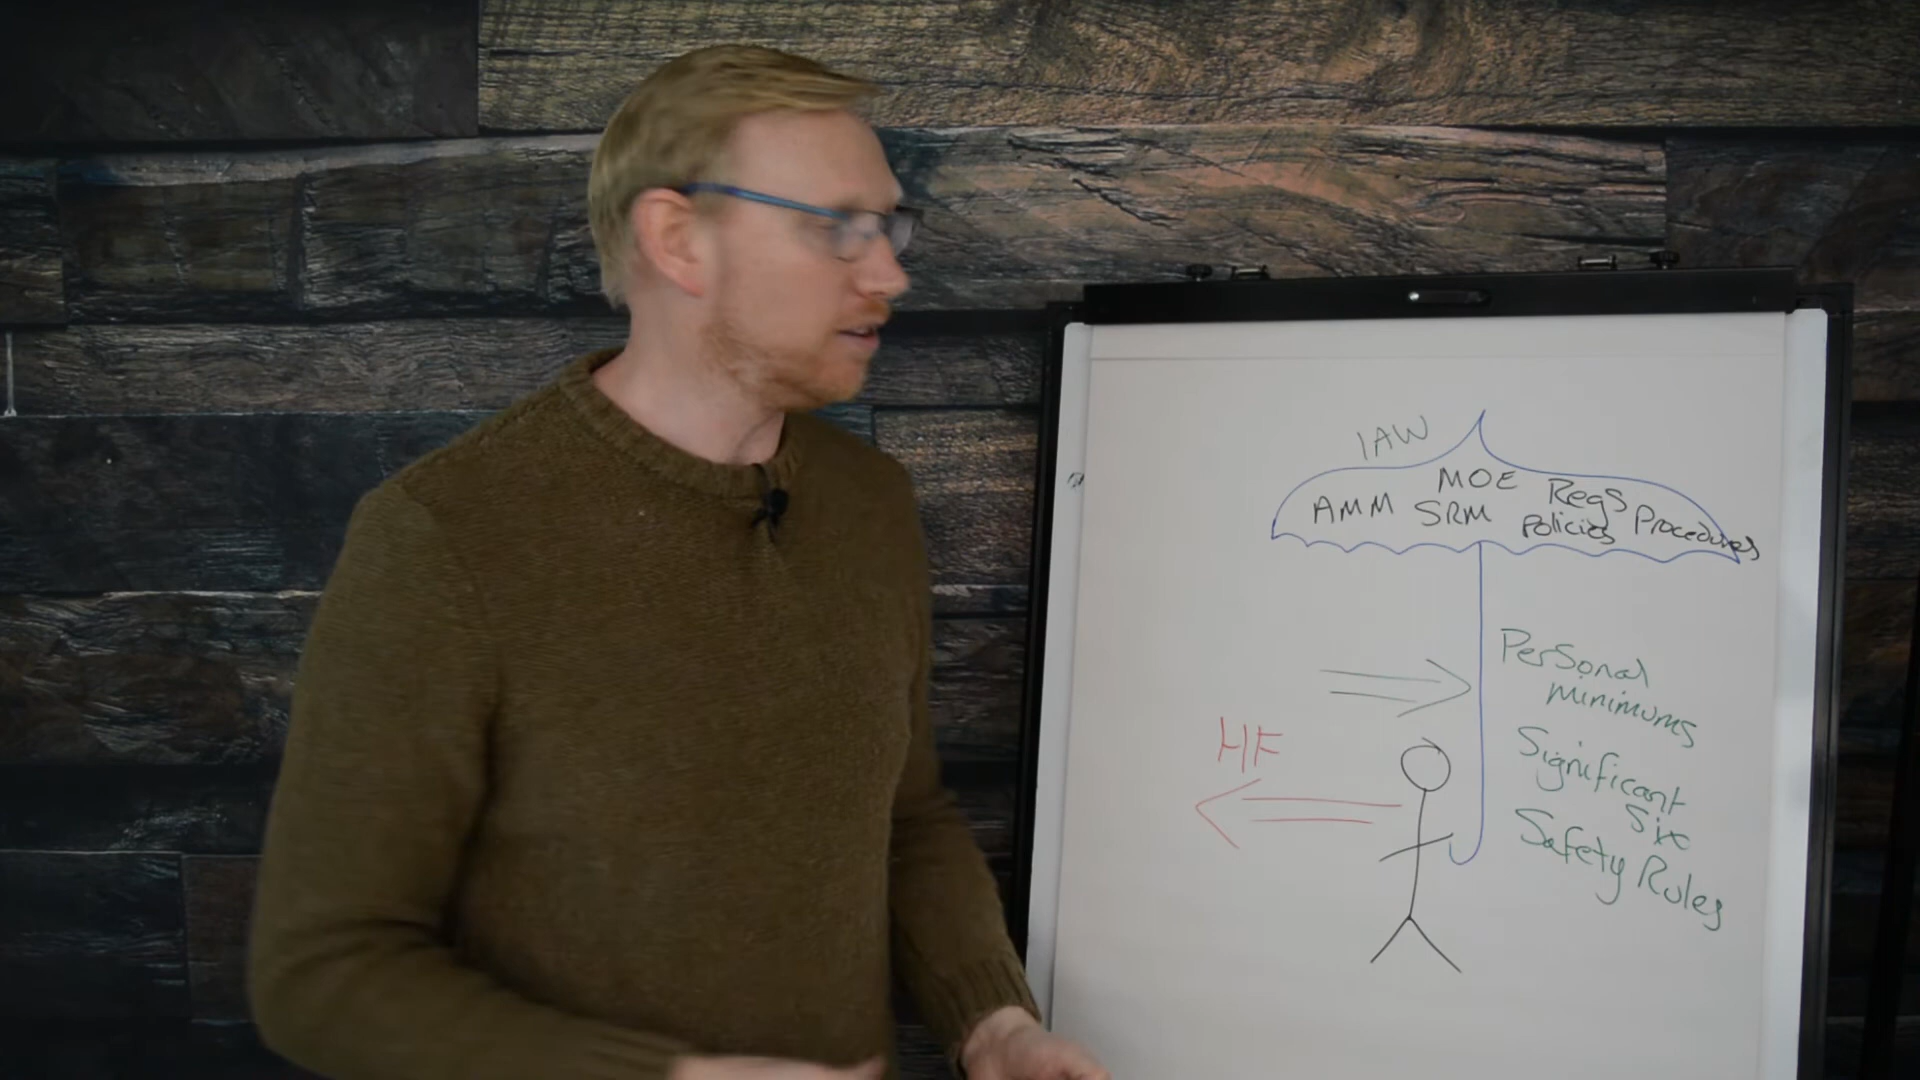 IAW
MOE Regs
AMM SRM Policies Procedures
Personal
minimums
HF
Significant
Six
Safety Rules